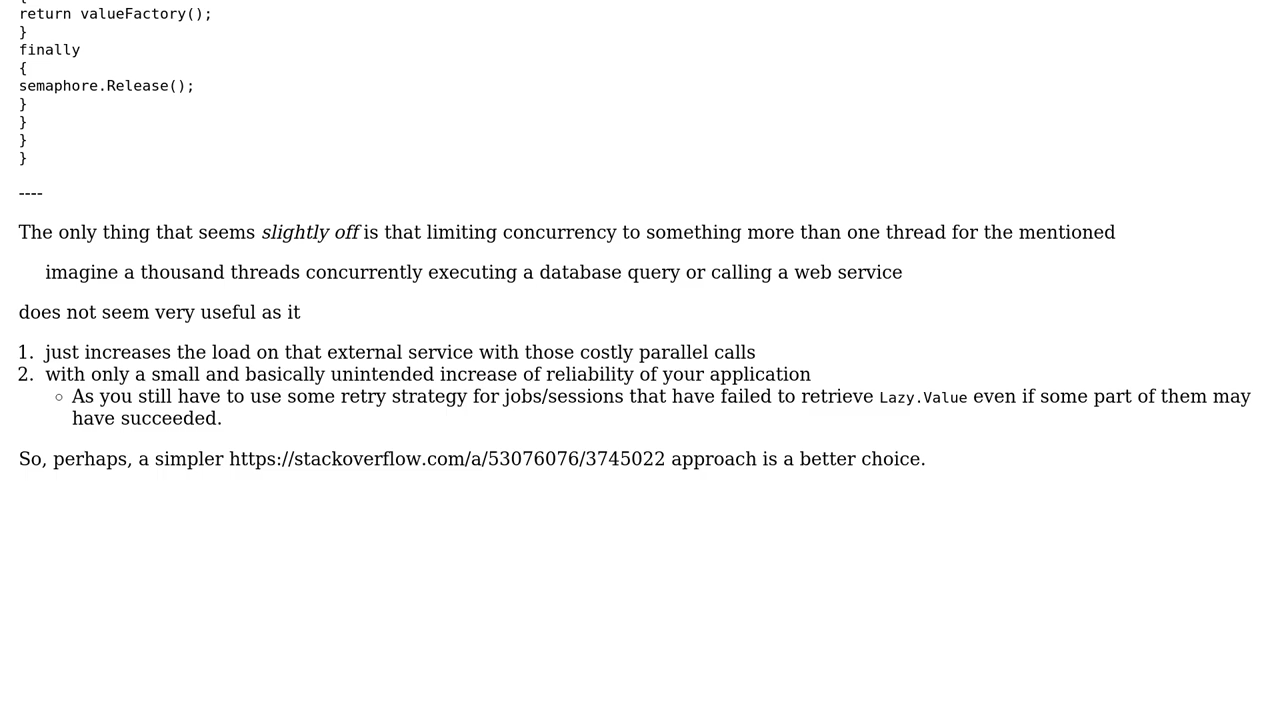 {
return valueFactory();
}
finally
{
semaphore.Release();
}
}
}
}
----
The only thing that seems slightly off is that limiting concurrency to something more than one thread for the mentioned
imagine a thousand threads concurrently executing a database query or calling a web service
does not seem very useful as it
1. just increases the load on that external service with those costly parallel calls
2. with only a small and basically unintended increase of reliability of your application
◦ As you still have to use some retry strategy for jobs/sessions that have failed to retrieve Lazy.Value even if some part of them may
have succeeded.
So, perhaps, a simpler https://stackoverflow.com/a/53076076/3745022 approach is a better choice.